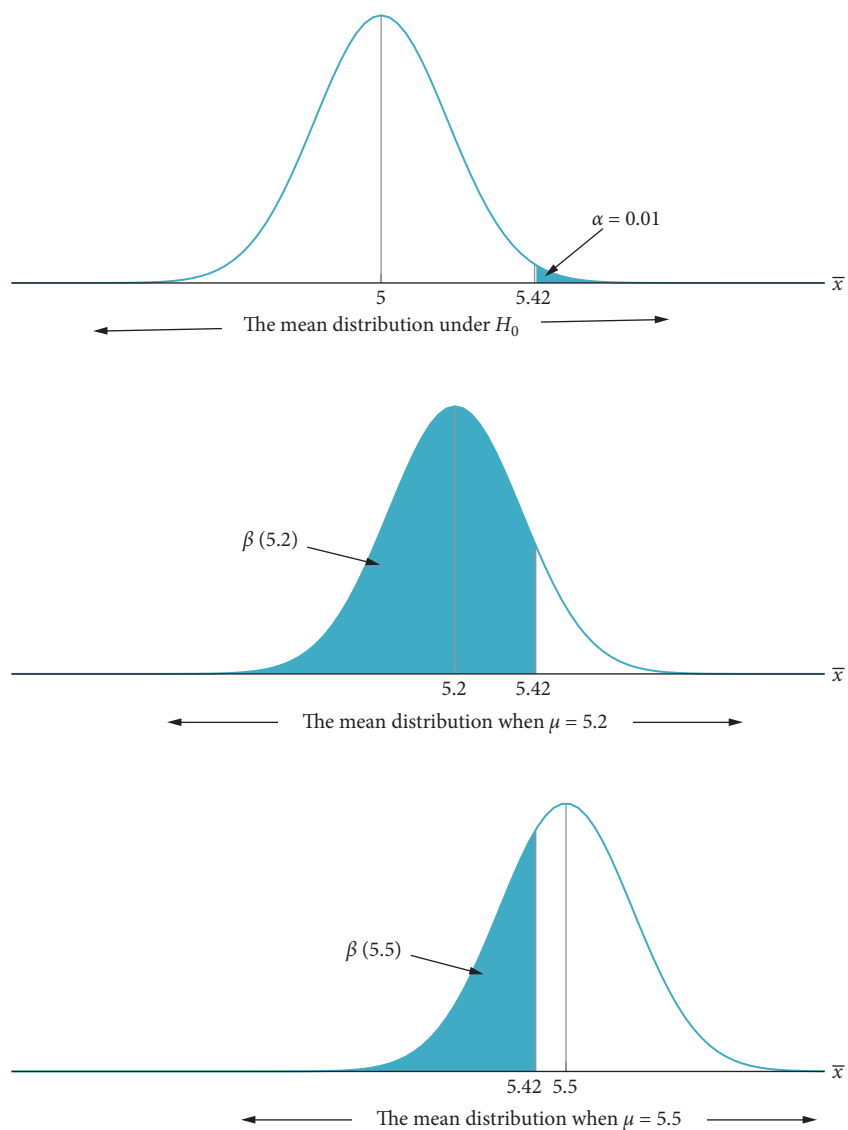 α = 0.01
x̅
5
5.42
The mean distribution under H₀
β (5.2)
x̅
5.2
5.42
The mean distribution when μ = 5.2
β (5.5)
x̅
5.42
5.5
The mean distribution when μ = 5.5